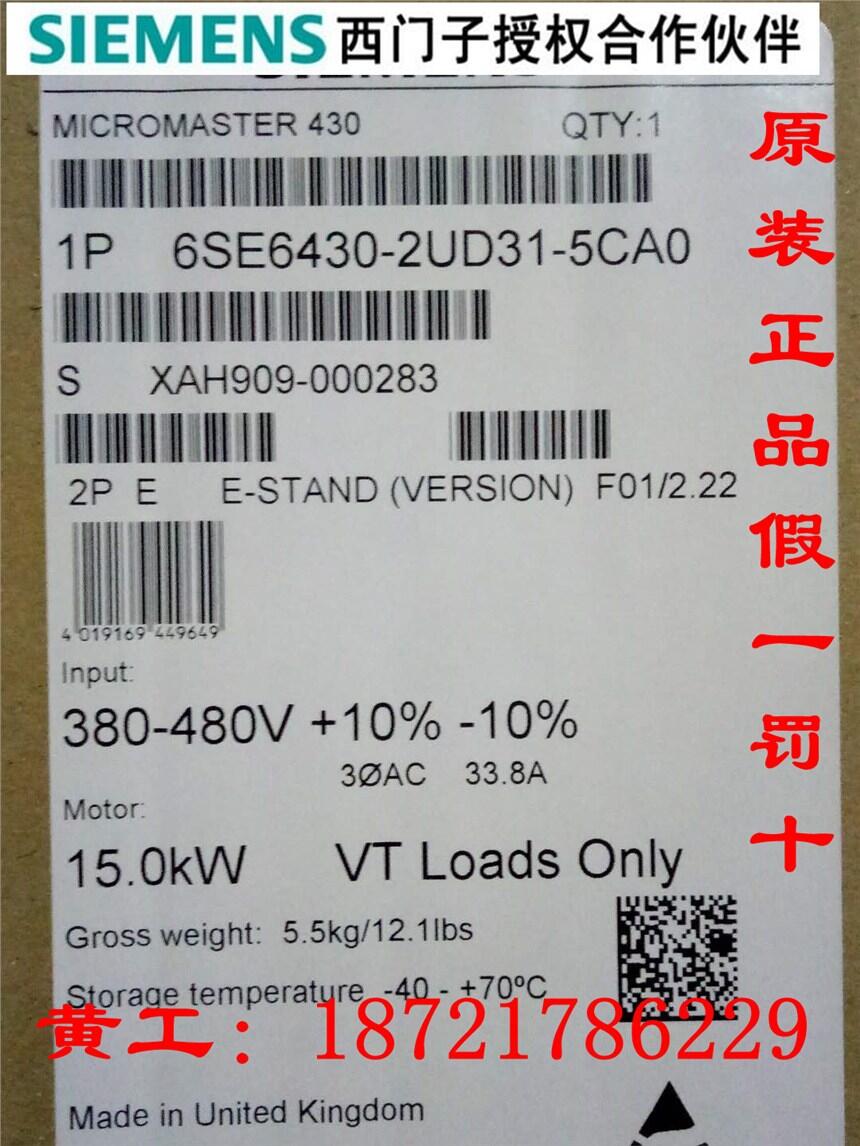 SIEMENS 西门子授权合作伙伴
MICROMASTER 430 QTY:1
1P 6SE6430-2UD31-5CA0
S XAH909-000283
2P E E-STAND (VERSION) F01/2.22
4 019169 449649
Input:
380-480V +10% -10%
3ØAC 33.8A
Motor:
15.0kW VT Loads Only
Gross weight: 5.5kg/12.1lbs
Storage temperature -40 - +70ºC
Made in United Kingdom
原装正品假一罚十
黄工：18721786229